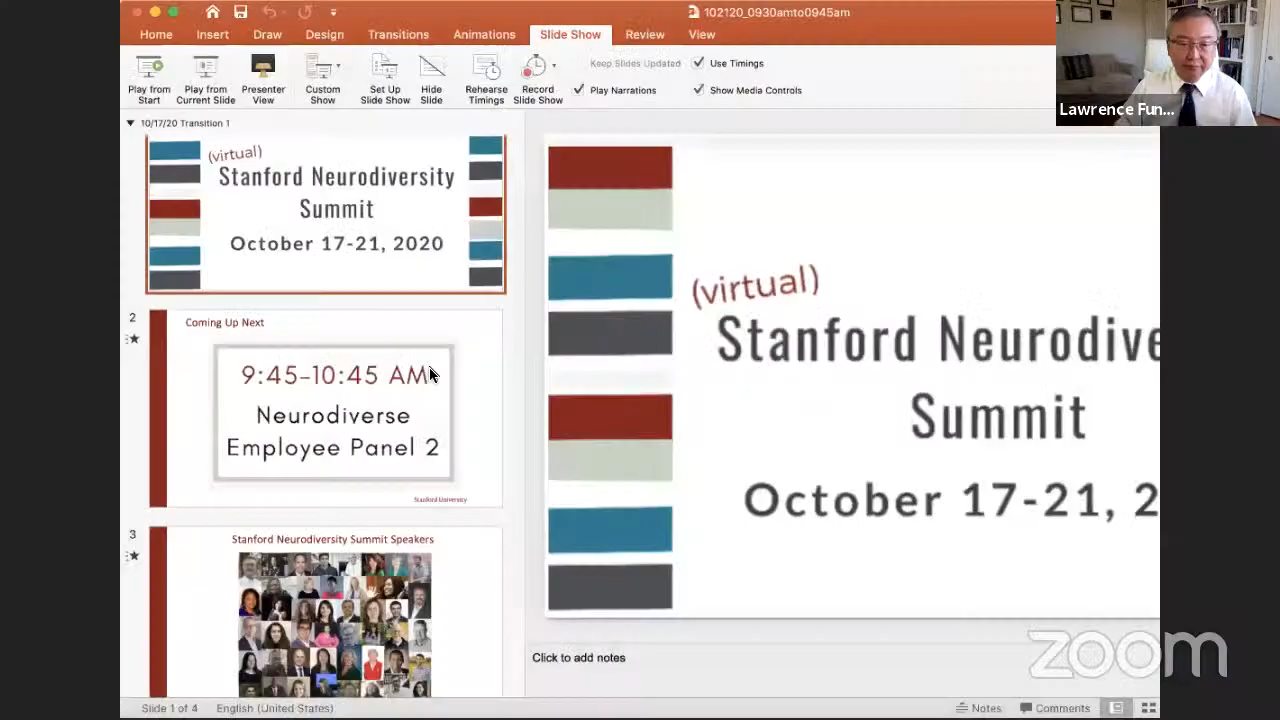 102120_0930amto0945am
Home Insert Draw Design Transitions Animations Slide Show Review View
Play from Start
Play from Current Slide
Presenter View
Custom Show
Set Up Slide Show
Hide Slide
Rehearse Timings
Record Slide Show
Keep Slides Updated
Use Timings
Play Narrations
Show Media Controls
Lawrence Fun...
10/17/20 Transition 1
(virtual)
Stanford Neurodiversity
Summit
October 17-21, 2020
2
Coming Up Next
9:45–10:45 AM
Neurodiverse
Employee Panel 2
Stanford University
3
Stanford Neurodiversity Summit Speakers
(virtual)
Stanford Neurodive
Summit
October 17-21, 2
Click to add notes
zoom
Slide 1 of 4 English (United States) Notes Comments